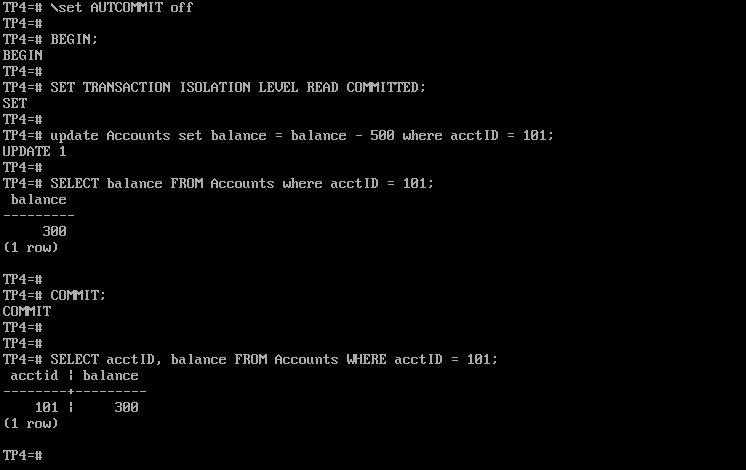 TP4=# \set AUTCOMMIT off
TP4=#
TP4=# BEGIN;
BEGIN
TP4=#
TP4=# SET TRANSACTION ISOLATION LEVEL READ COMMITTED;
SET
TP4=#
TP4=# update Accounts set balance = balance - 500 where acctID = 101;
UPDATE 1
TP4=#
TP4=# SELECT balance FROM Accounts where acctID = 101;
 balance
---------
     300
(1 row)

TP4=#
TP4=# COMMIT;
COMMIT
TP4=#
TP4=#
TP4=# SELECT acctID, balance FROM Accounts WHERE acctID = 101;
 acctid | balance
--------+---------
    101 |     300
(1 row)

TP4=#